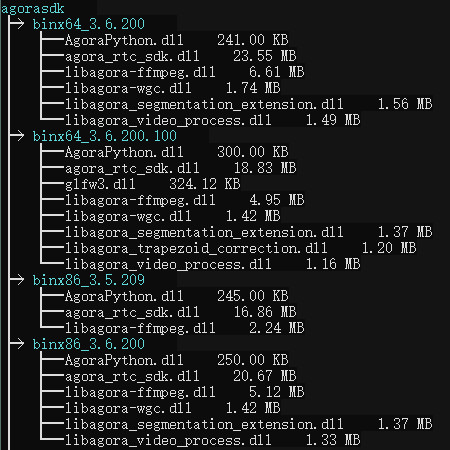 agorasdk
binx64_3.6.200
AgoraPython.dll 241.00 KB
agora_rtc_sdk.dll 23.55 MB
libagora-ffmpeg.dll 6.61 MB
libagora-wgc.dll 1.74 MB
libagora_segmentation_extension.dll 1.56 MB
libagora_video_process.dll 1.49 MB
binx64_3.6.200.100
AgoraPython.dll 300.00 KB
agora_rtc_sdk.dll 18.83 MB
glfw3.dll 324.12 KB
libagora-ffmpeg.dll 4.95 MB
libagora-wgc.dll 1.42 MB
libagora_segmentation_extension.dll 1.37 MB
libagora_trapezoid_correction.dll 1.20 MB
libagora_video_process.dll 1.16 MB
binx86_3.5.209
AgoraPython.dll 245.00 KB
agora_rtc_sdk.dll 16.86 MB
libagora-ffmpeg.dll 2.24 MB
binx86_3.6.200
AgoraPython.dll 250.00 KB
agora_rtc_sdk.dll 20.67 MB
libagora-ffmpeg.dll 5.12 MB
libagora-wgc.dll 1.42 MB
libagora_segmentation_extension.dll 1.37 MB
libagora_video_process.dll 1.33 MB